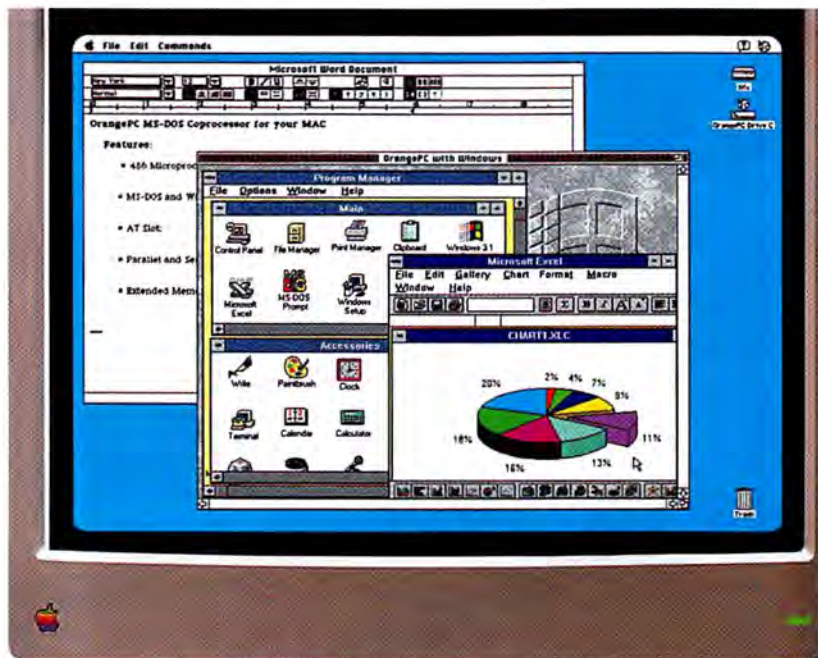 File Edit Commands
Microsoft Word Document
New York
Normal
OrangePC MS-DOS Coprocessor for your MAC
Features:
486 Microproc
MS-DOS and W
AT Slot
Parallel and Se
Extended Mem
OrangePC Drive C
OrangePC with Windows
Program Manager
File Options Window Help
Main
Control Panel File Manager Print Manager Clipboard Windows 3.1
Microsoft Excel
MS-DOS Prompt
Windows Setup
Accessories
Write Paintbrush Clock
Terminal Calendar Calculator
Microsoft Excel
File Edit Gallery Chart Format Macro
Window Help
CHART1.XLC
20% 2% 4% 7% 9%
11%
13%
16%
18%
Trash